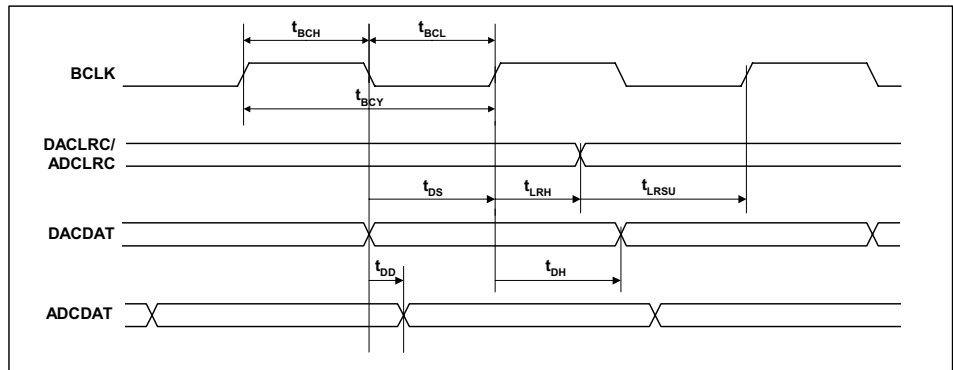 tBCH
tBCL
BCLK
tBCY
DACLRC/
ADCLRC
tDS
tLRH
tLRSU
DACDAT
tDD
tDH
ADCDAT